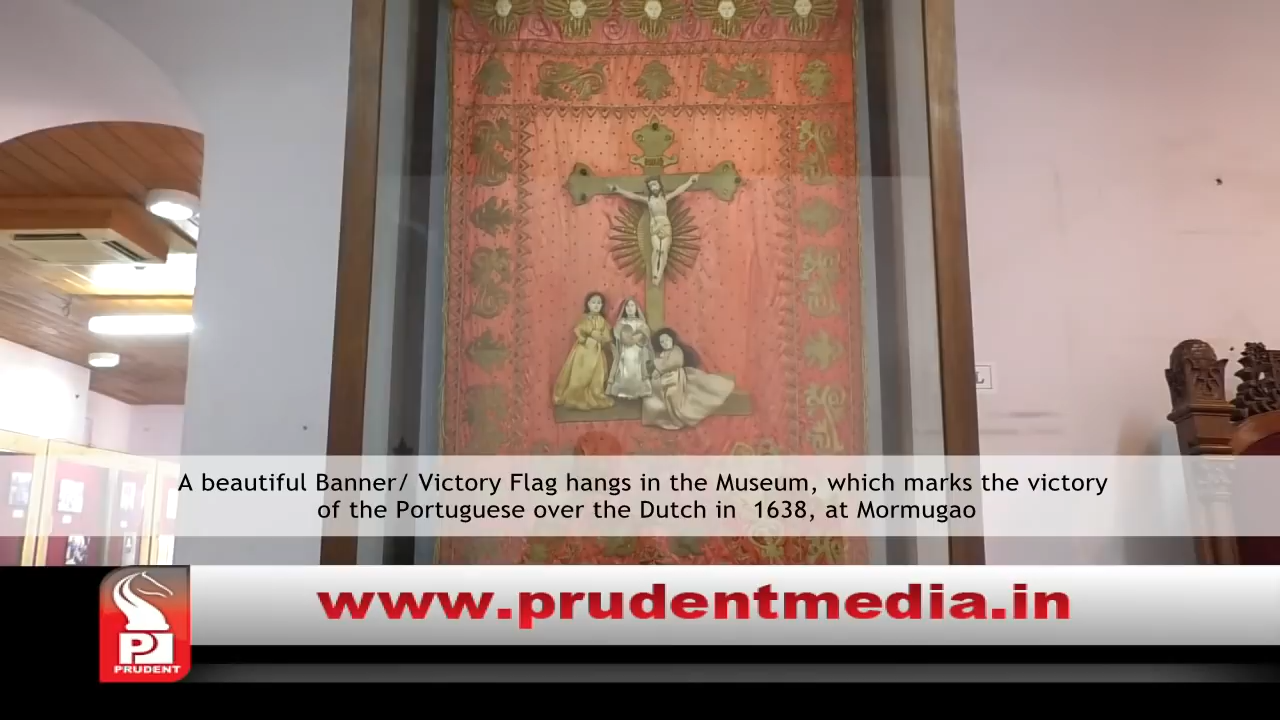 A beautiful Banner/ Victory Flag hangs in the Museum, which marks the victory
of the Portuguese over the Dutch in  1638, at Mormugao
www.prudentmedia.in
P
PRUDENT